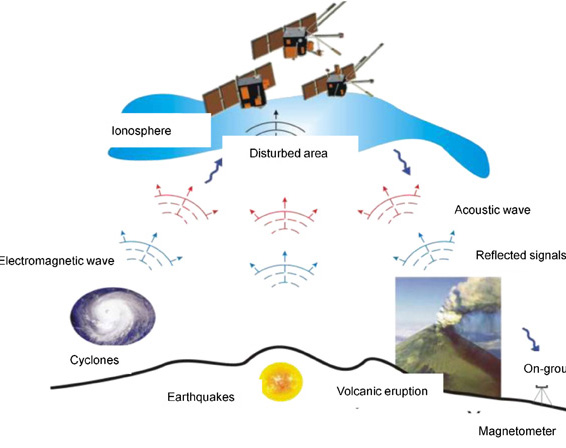 Ionosphere
Disturbed area
Acoustic wave
Electromagnetic wave
Reflected signals
Cyclones
On-grou
Earthquakes
Volcanic eruption
Magnetometer